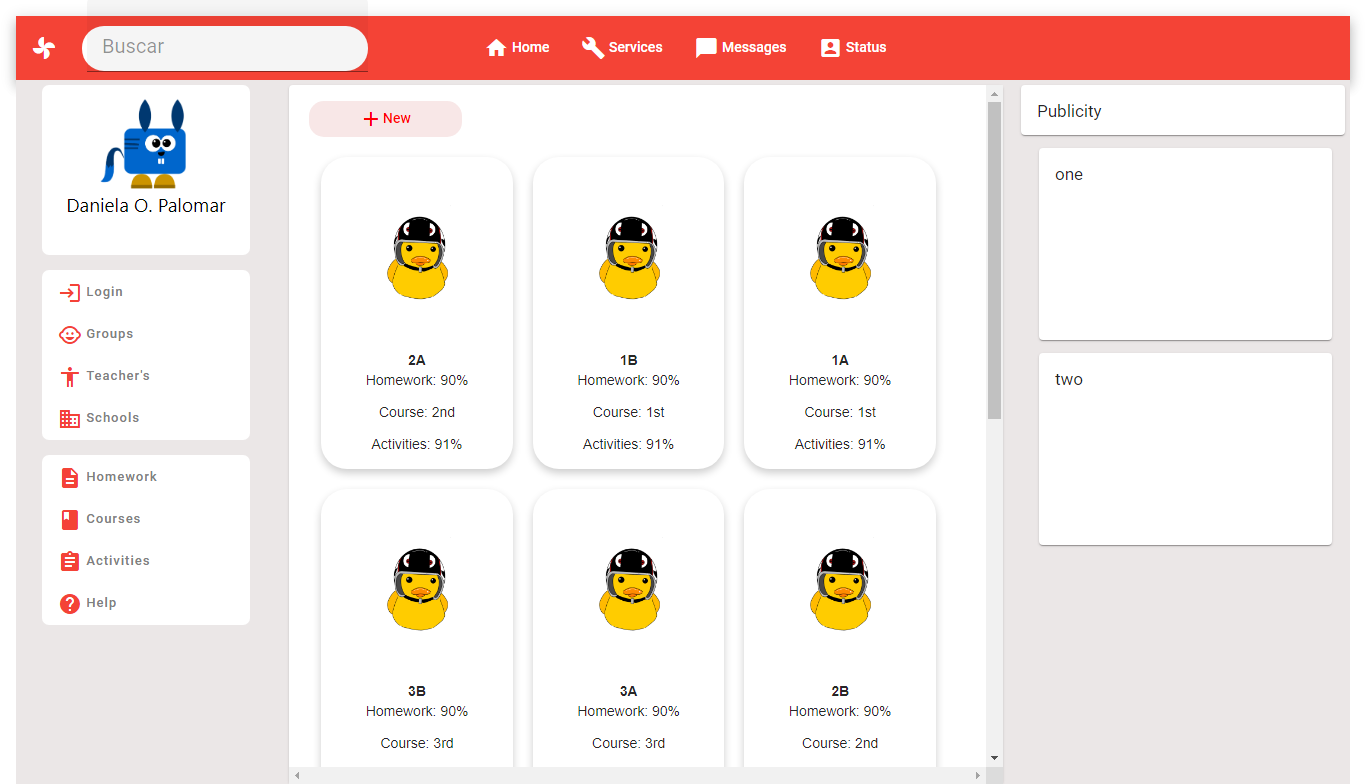 Buscar
Home Services Messages Status
Daniela O. Palomar
Login
Groups
Teacher's
Schools
Homework
Courses
Activities
Help
New
2A
Homework: 90%
Course: 2nd
Activities: 91%
1B
Homework: 90%
Course: 1st
Activities: 91%
1A
Homework: 90%
Course: 1st
Activities: 91%
3B
Homework: 90%
Course: 3rd
3A
Homework: 90%
Course: 3rd
2B
Homework: 90%
Course: 2nd
Publicity
one
two